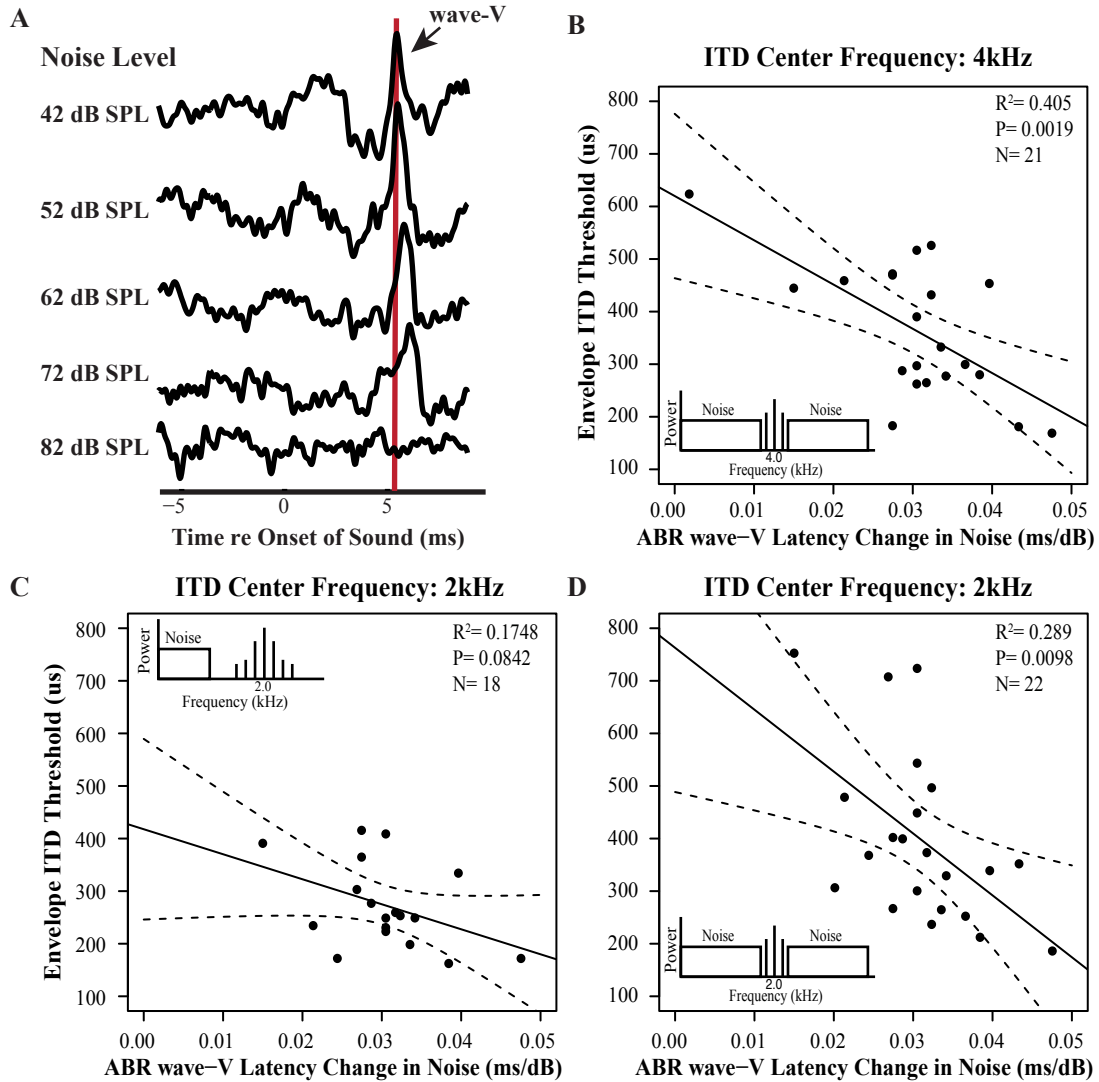 A
wave-V
Noise Level
42 dB SPL
52 dB SPL
62 dB SPL
72 dB SPL
82 dB SPL
−5 0 5
Time re Onset of Sound (ms)
B
ITD Center Frequency: 4kHz
R²= 0.405
P= 0.0019
N= 21
Envelope ITD Threshold (us)
800
700
600
500
400
300
200
100
Power
Noise Noise
4.0
Frequency (kHz)
0.00 0.01 0.02 0.03 0.04 0.05
ABR wave−V Latency Change in Noise (ms/dB)
C
ITD Center Frequency: 2kHz
Power
Noise
2.0
Frequency (kHz)
R²= 0.1748
P= 0.0842
N= 18
Envelope ITD Threshold (us)
800
700
600
500
400
300
200
100
0.00 0.01 0.02 0.03 0.04 0.05
ABR wave−V Latency Change in Noise (ms/dB)
D
ITD Center Frequency: 2kHz
R²= 0.289
P= 0.0098
N= 22
800
700
600
500
400
300
200
100
Power
Noise Noise
2.0
Frequency (kHz)
0.00 0.01 0.02 0.03 0.04 0.05
ABR wave−V Latency Change in Noise (ms/dB)